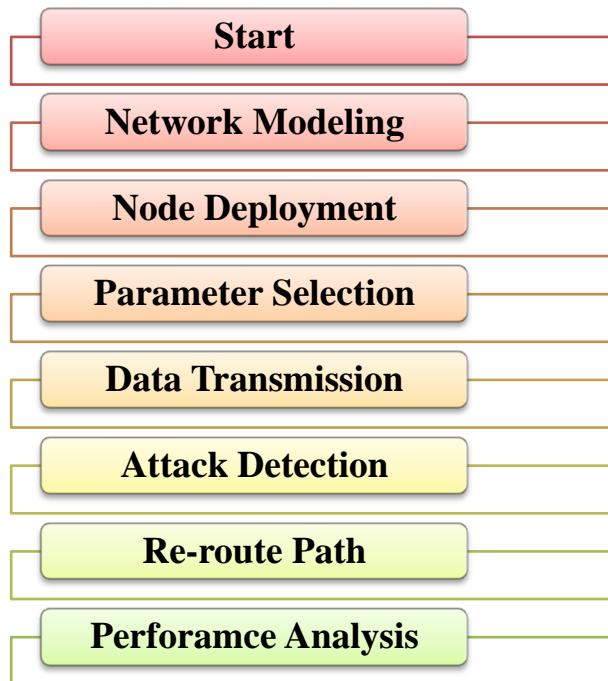 Start
Network Modeling
Node Deployment
Parameter Selection
Data Transmission
Attack Detection
Re-route Path
Perforamce Analysis